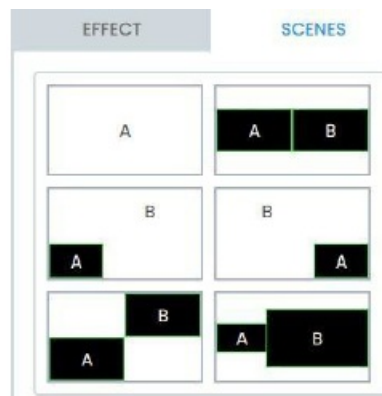 EFFECT SCENES
A A B
B B
A A
B
A A B